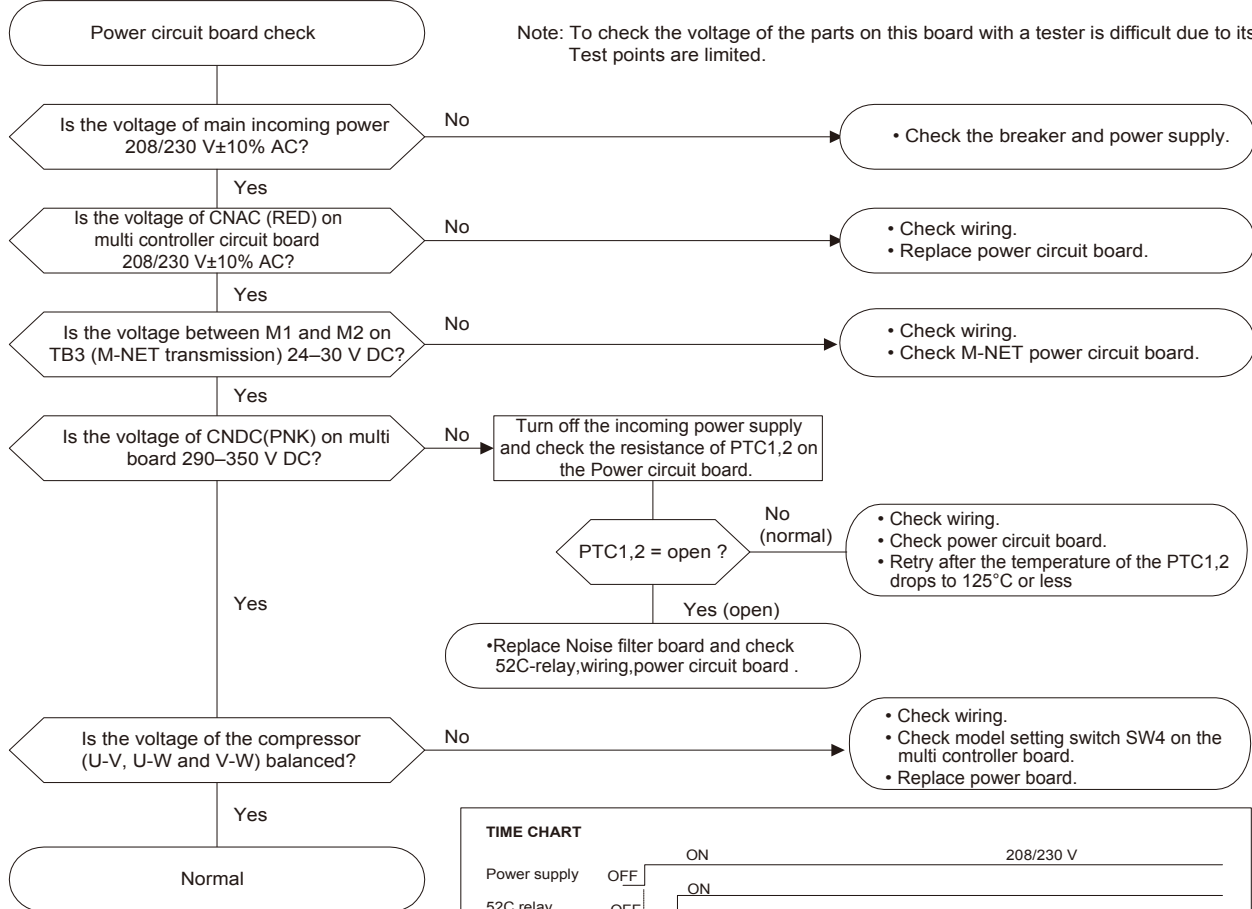 Power circuit board check
Note: To check the voltage of the parts on this board with a tester is difficult due to its
Test points are limited.
Is the voltage of main incoming power
208/230 V±10% AC?
No
• Check the breaker and power supply.
Yes
Is the voltage of CNAC (RED) on
multi controller circuit board
208/230 V±10% AC?
No
• Check wiring.
• Replace power circuit board.
Yes
Is the voltage between M1 and M2 on
TB3 (M-NET transmission) 24–30 V DC?
No
• Check wiring.
• Check M-NET power circuit board.
Yes
Is the voltage of CNDC(PNK) on multi
board 290–350 V DC?
No
Turn off the incoming power supply
and check the resistance of PTC1,2 on
the Power circuit board.
PTC1,2 = open ?
No
(normal)
• Check wiring.
• Check power circuit board.
• Retry after the temperature of the PTC1,2
drops to 125°C or less
Yes
Yes (open)
•Replace Noise filter board and check
52C-relay,wiring,power circuit board .
Is the voltage of the compressor
(U-V, U-W and V-W) balanced?
No
• Check wiring.
• Check model setting switch SW4 on the
multi controller board.
• Replace power board.
Yes
Normal
TIME CHART
ON
208/230 V
Power supply
OFF
ON
52C relay
OFF